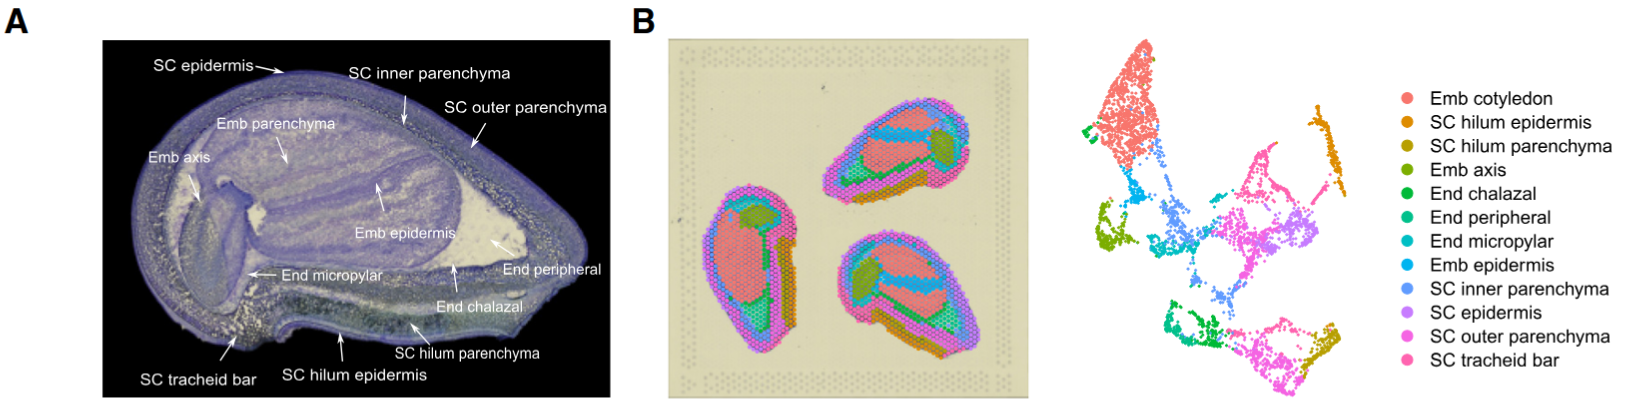 A
B
SC epidermis
SC inner parenchyma
SC outer parenchyma
Emb parenchyma
Emb axis
Emb epidermis
End peripheral
End micropylar
End chalazal
SC hilum parenchyma
SC hilum epidermis
SC tracheid bar
Emb cotyledon
SC hilum epidermis
SC hilum parenchyma
Emb axis
End chalazal
End peripheral
End micropylar
Emb epidermis
SC inner parenchyma
SC epidermis
SC outer parenchyma
SC tracheid bar